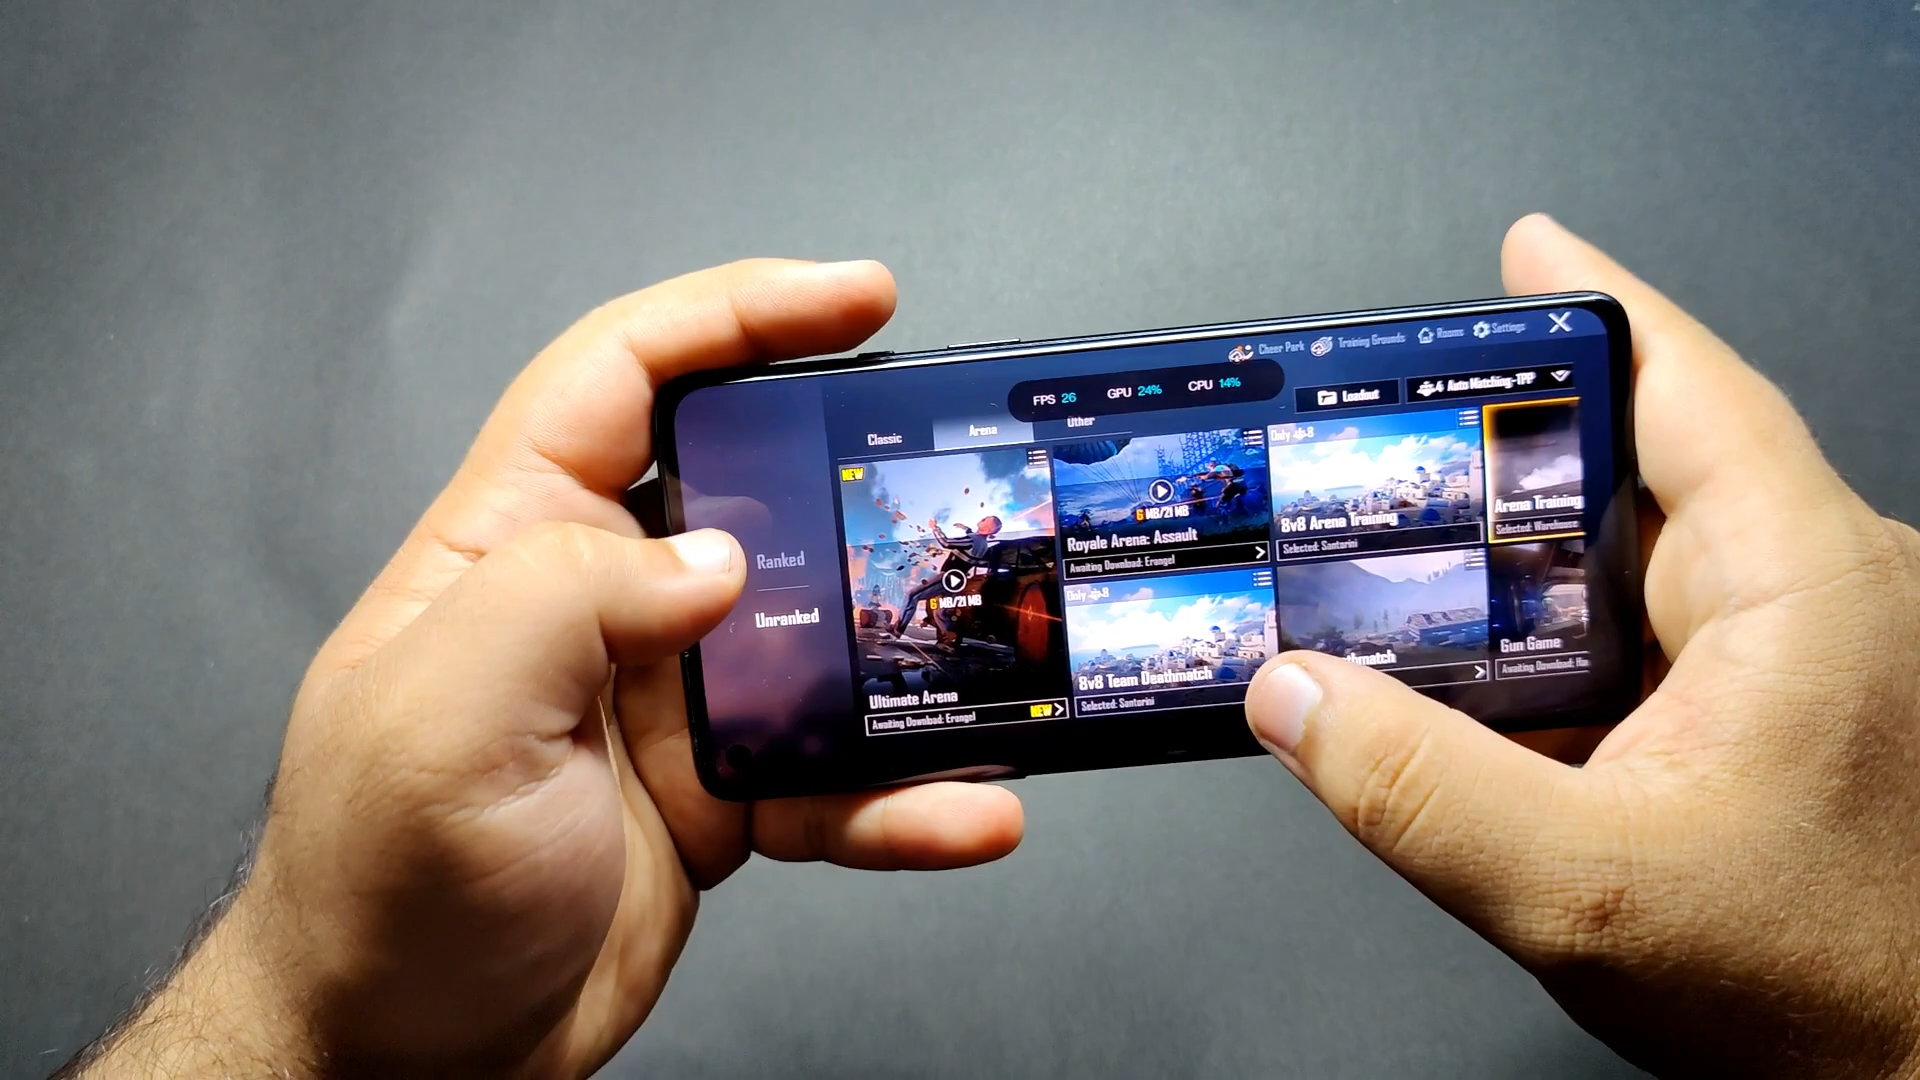 Cheer Park
Training Grounds
Rooms
Settings
FPS 26 GPU 24% CPU 14%
Loadout
4 Auto Matching-TPP
Classic
Arena
Other
Ranked
Unranked
NEW
6 MB/21 MB
Ultimate Arena
Awaiting Download: Erangel
NEW
6 MB/21 MB
Royale Arena: Assault
Awaiting Download: Erangel
Only 8
8v8 Team Deathmatch
Selected: Santorini
Only 8
8v8 Arena Training
Selected: Santorini
Arena Training
Selected: Warehouse
Gun Game
Awaiting Download: